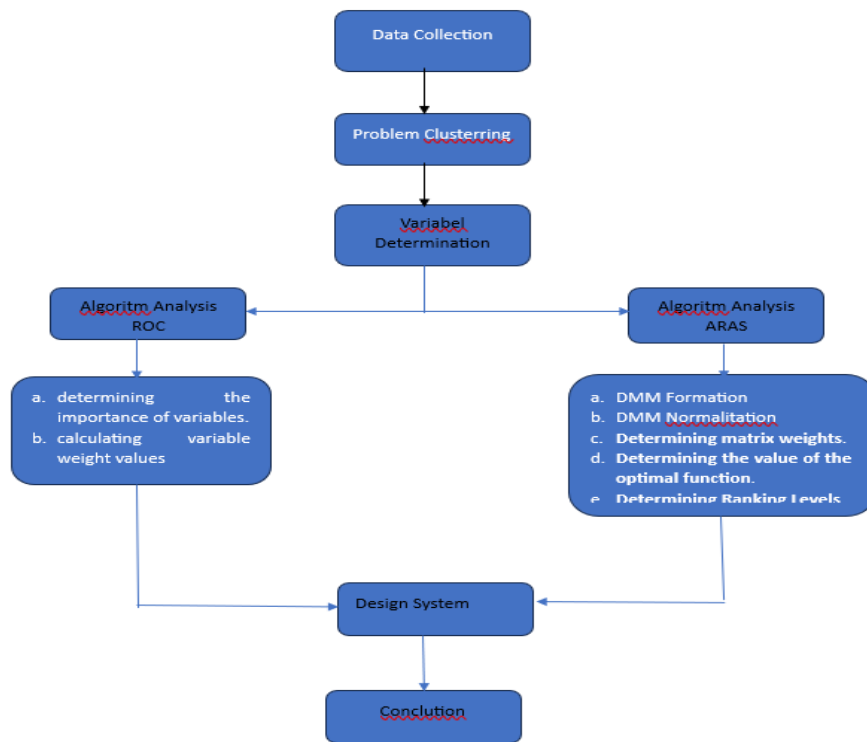 Data Collection
Problem Clusterring
Variabel
Determination
Algoritm Analysis
ROC
Algoritm Analysis
ARAS
a. determining the
importance of variables.
b. calculating variable
weight values
a. DMM Formation
b. DMM Normalitation
c. Determining matrix weights.
d. Determining the value of the
optimal function.
e. Determining Ranking Levels
Design System
Conclution